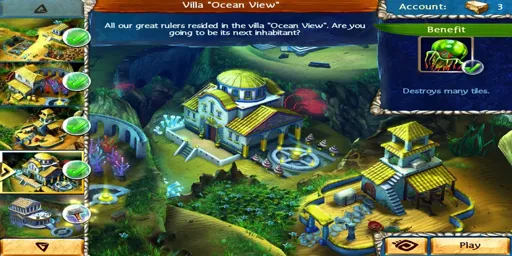 Villa "Ocean View"
All our great rulers resided in the villa "Ocean View". Are you
going to be its next inhabitant?
Account: 3
Benefit
Destroys many tiles.
Play